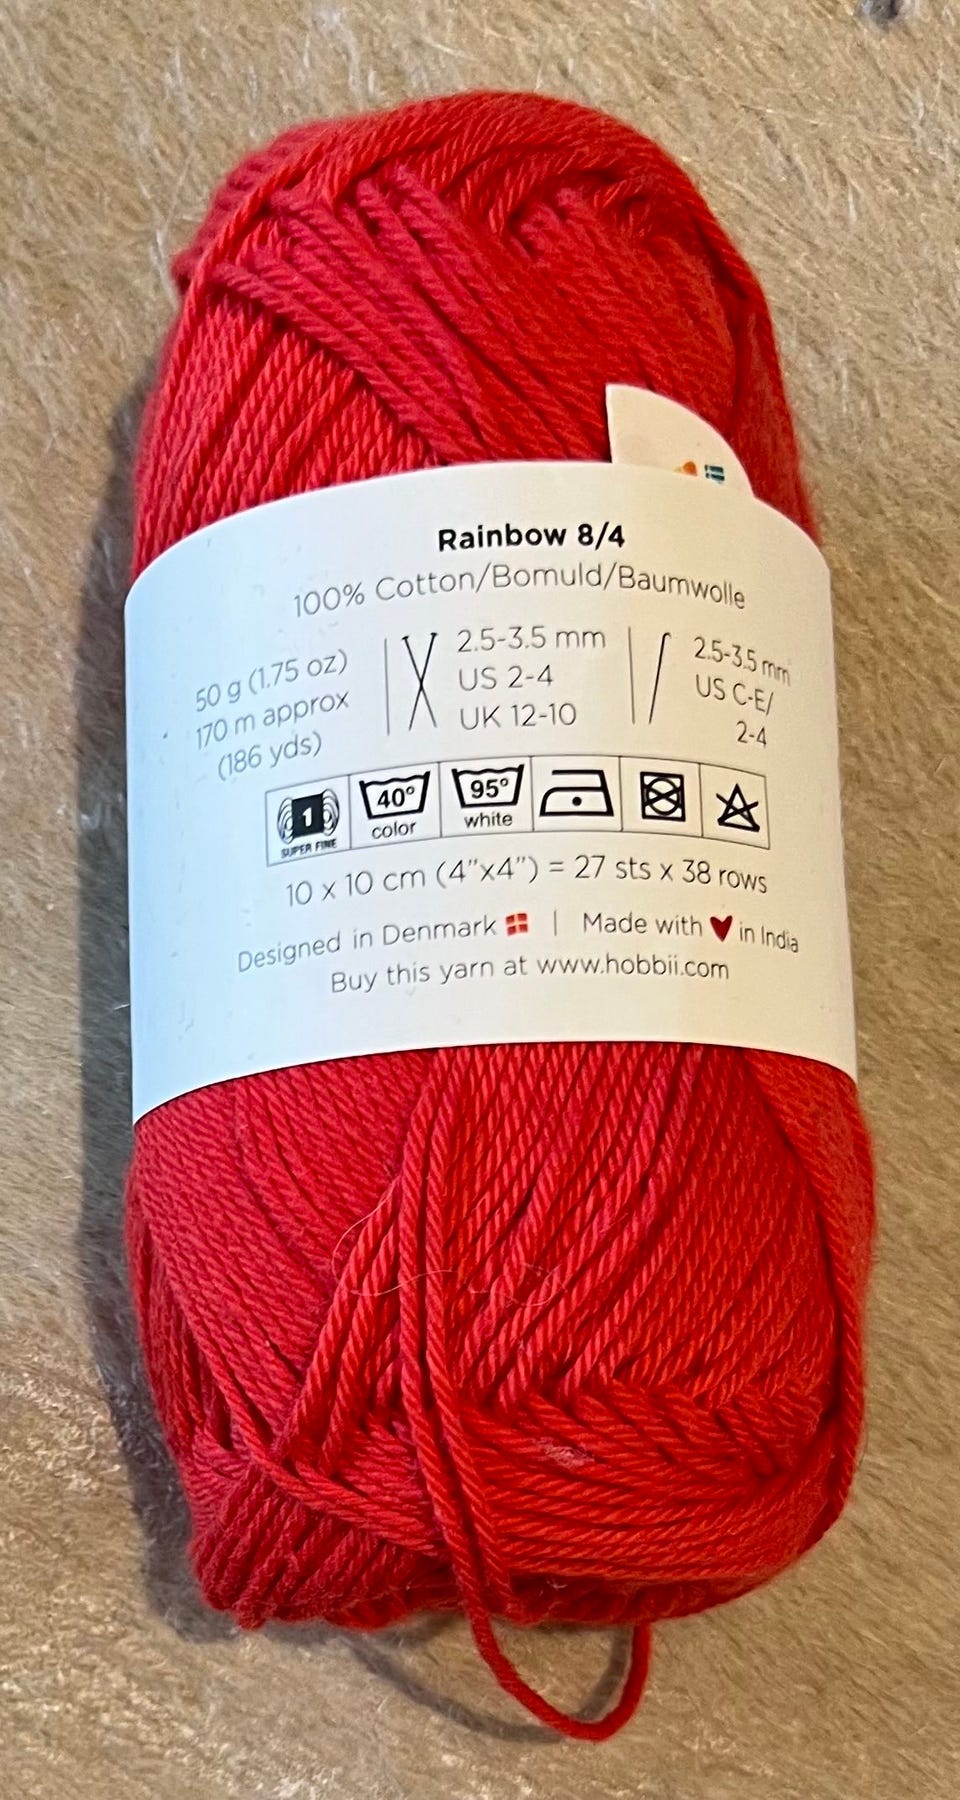 Rainbow 8/4
100% Cotton/Bomuld/Baumwolle
50 g (1.75 oz)
170 m approx
(186 yds)
2.5-3.5 mm
US 2-4
UK 12-10
2.5-3.5 mm
US C-E/
2-4
1
SUPER FINE
40°
color
95°
white
10 x 10 cm (4"x4") = 27 sts x 38 rows
Designed in Denmark | Made with in India
Buy this yarn at www.hobbii.com